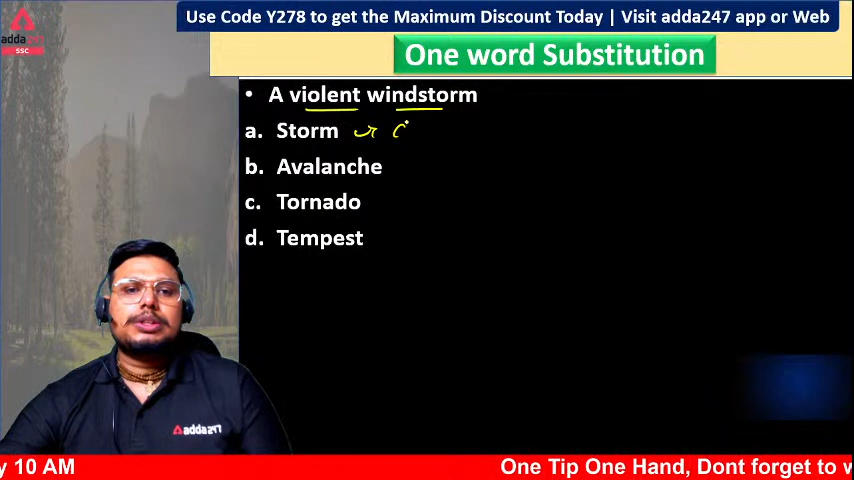 Use Code Y278 to get the Maximum Discount Today | Visit adda247 app or Web
adda247
SSC
One word Substitution
• A violent windstorm
a. Storm
b. Avalanche
c. Tornado
d. Tempest
adda247
y 10 AM
One Tip One Hand, Dont forget to w